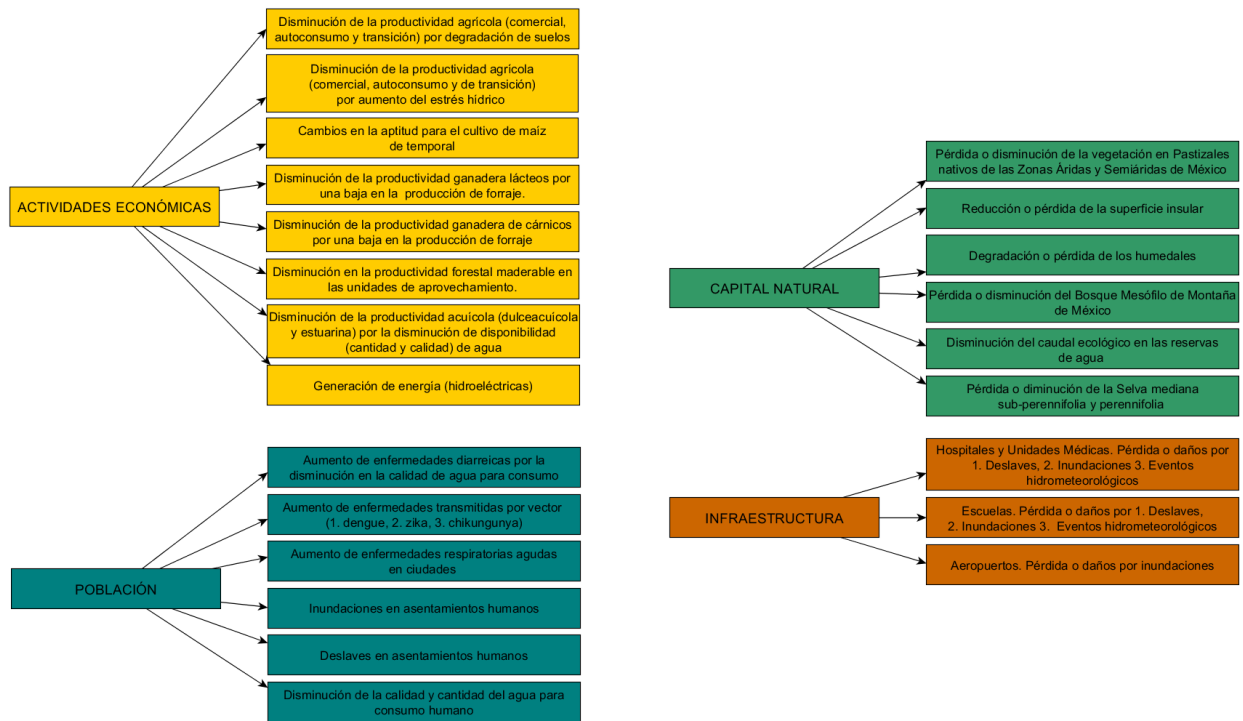 ACTIVIDADES ECONÓMICAS
Disminución de la productividad agrícola (comercial,
autoconsumo y transición) por degradación de suelos
Disminución de la productividad agrícola
(comercial, autoconsumo y de transición)
por aumento del estrés hídrico
Cambios en la aptitud para el cultivo de maíz
de temporal
Disminución de la productividad ganadera lácteos por
una baja en la producción de forraje.
Disminución de la productividad ganadera de cárnicos
por una baja en la producción de forraje
Disminución en la productividad forestal maderable en
las unidades de aprovechamiento.
Disminución de la productividad acuícola (dulceacuícola
y estuarina) por la disminución de disponibilidad
(cantidad y calidad) de agua
Generación de energía (hidroeléctricas)
POBLACIÓN
Aumento de enfermedades diarreicas por la
disminución en la calidad de agua para consumo
Aumento de enfermedades transmitidas por vector
(1. dengue, 2. zika, 3. chikungunya)
Aumento de enfermedades respiratorias agudas
en ciudades
Inundaciones en asentamientos humanos
Deslaves en asentamientos humanos
Disminución de la calidad y cantidad del agua para
consumo humano
CAPITAL NATURAL
Pérdida o disminución de la vegetación en Pastizales
nativos de las Zonas Áridas y Semiáridas de México
Reducción o pérdida de la superficie insular
Degradación o pérdida de los humedales
Pérdida o disminución del Bosque Mesófilo de Montaña
de México
Disminución del caudal ecológico en las reservas
de agua
Pérdida o diminución de la Selva mediana
sub-perennifolia y perennifolia
INFRAESTRUCTURA
Hospitales y Unidades Médicas. Pérdida o daños por
1. Deslaves, 2. Inundaciones 3. Eventos
hidrometeorológicos
Escuelas. Pérdida o daños por 1. Deslaves,
2. Inundaciones 3. Eventos hidrometeorológicos
Aeropuertos. Pérdida o daños por inundaciones